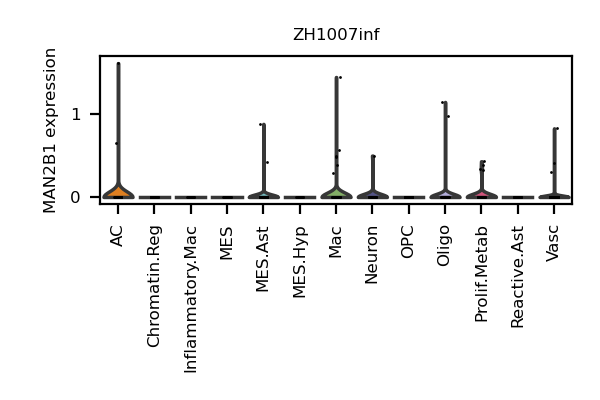 ZH1007inf
MAN2B1 expression
1
0
AC
Chromatin.Reg
Inflammatory.Mac
MES
MES.Ast
MES.Hyp
Mac
Neuron
OPC
Oligo
Prolif.Metab
Reactive.Ast
Vasc